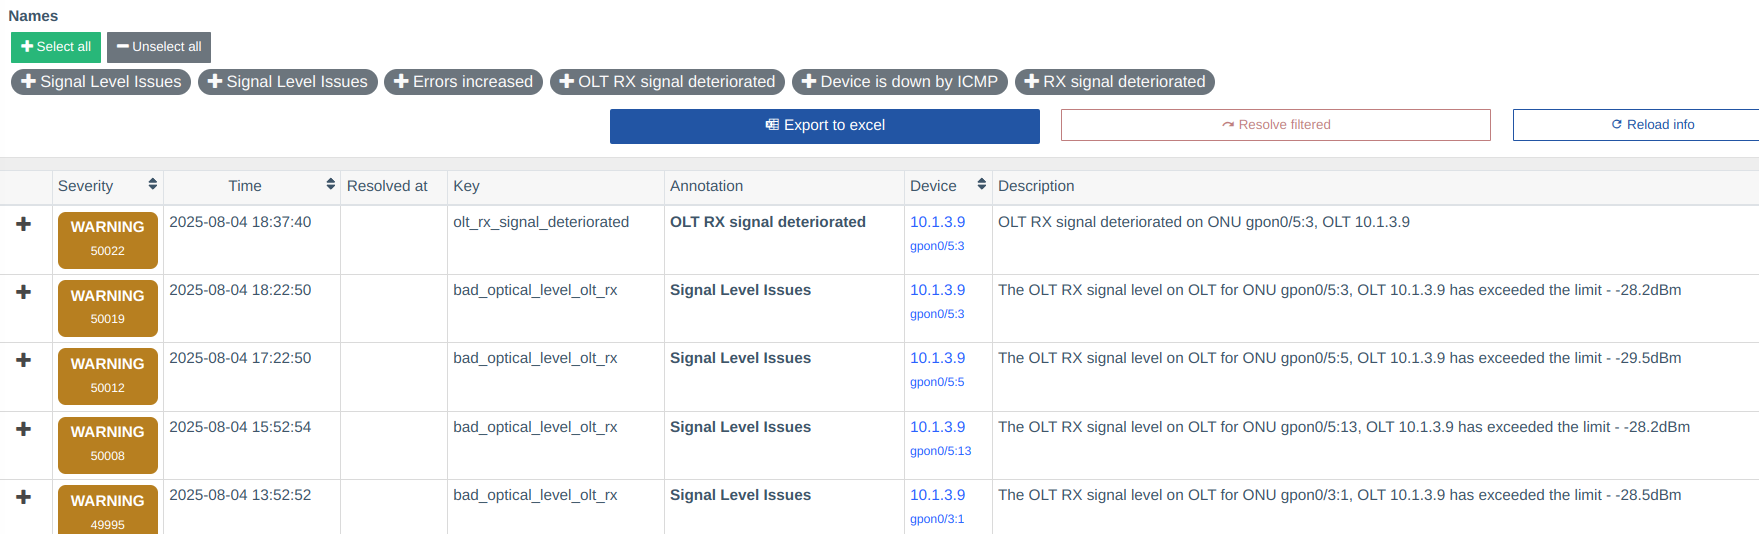 Names
Select all Unselect all
Signal Level Issues Signal Level Issues Errors increased OLT RX signal deteriorated Device is down by ICMP RX signal deteriorated
Export to excel Resolve filtered Reload info
Severity Time Resolved at Key Annotation Device Description
WARNING 2025-08-04 18:37:40 olt_rx_signal_deteriorated OLT RX signal deteriorated 10.1.3.9 OLT RX signal deteriorated on ONU gpon0/5:3, OLT 10.1.3.9
50022 gpon0/5:3
WARNING 2025-08-04 18:22:50 bad_optical_level_olt_rx Signal Level Issues 10.1.3.9 The OLT RX signal level on OLT for ONU gpon0/5:3, OLT 10.1.3.9 has exceeded the limit - -28.2dBm
50019 gpon0/5:3
WARNING 2025-08-04 17:22:50 bad_optical_level_olt_rx Signal Level Issues 10.1.3.9 The OLT RX signal level on OLT for ONU gpon0/5:5, OLT 10.1.3.9 has exceeded the limit - -29.5dBm
50012 gpon0/5:5
WARNING 2025-08-04 15:52:54 bad_optical_level_olt_rx Signal Level Issues 10.1.3.9 The OLT RX signal level on OLT for ONU gpon0/5:13, OLT 10.1.3.9 has exceeded the limit - -28.2dBm
50008 gpon0/5:13
WARNING 2025-08-04 13:52:52 bad_optical_level_olt_rx Signal Level Issues 10.1.3.9 The OLT RX signal level on OLT for ONU gpon0/3:1, OLT 10.1.3.9 has exceeded the limit - -28.5dBm
49995 gpon0/3:1